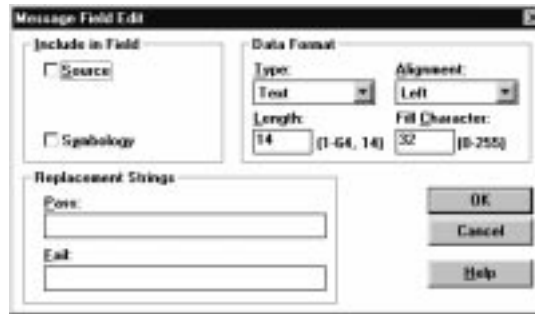 Message Field Edit
Include in Field
Source
Symbology
Data Format
Type:
Text
Alignment:
Left
Length:
14 (1-64, 14)
Fill Character:
32 (0-255)
Replacement Strings
Pass:
Fail:
OK
Cancel
Help